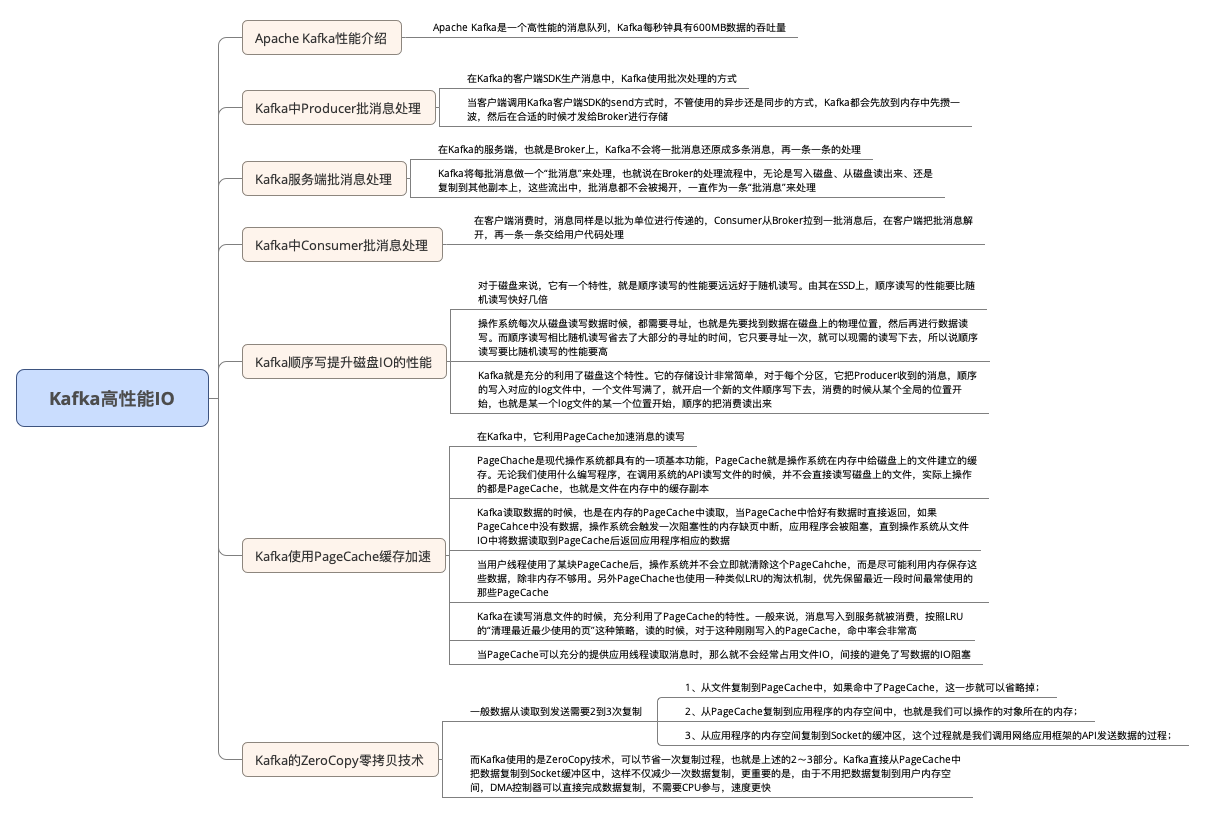 Kafka高性能IO
Apache Kafka性能介绍
Apache Kafka是一个高性能的消息队列，Kafka每秒钟具有600MB数据的吞吐量
Kafka中Producer批消息处理
在Kafka的客户端SDK生产消息中，Kafka使用批次处理的方式
当客户端调用Kafka客户端SDK的send方式时，不管使用的异步还是同步的方式，Kafka都会先放到内存中先攒一
波，然后在合适的时候才发给Broker进行存储
Kafka服务端批消息处理
在Kafka的服务端，也就是Broker上，Kafka不会将一批消息还原成多条消息，再一条一条的处理
Kafka将每批消息做一个“批消息”来处理，也就说在Broker的处理流程中，无论是写入磁盘、从磁盘读出来、还是
复制到其他副本上，这些流出中，批消息都不会被揭开，一直作为一条“批消息”来处理
Kafka中Consumer批消息处理
在客户端消费时，消息同样是以批为单位进行传递的，Consumer从Broker拉到一批消息后，在客户端把批消息解
开，再一条一条交给用户代码处理
Kafka顺序写提升磁盘IO的性能
对于磁盘来说，它有一个特性，就是顺序读写的性能要远远好于随机读写。由其在SSD上，顺序读写的性能要比随
机读写快好几倍
操作系统每次从磁盘读写数据时候，都需要寻址，也就是先要找到数据在磁盘上的物理位置，然后再进行数据读
写。而顺序读写相比随机读写省去了大部分的寻址的时间，它只要寻址一次，就可以现需的读写下去，所以说顺序
读写要比随机读写的性能要高
Kafka就是充分的利用了磁盘这个特性。它的存储设计非常简单，对于每个分区，它把Producer收到的消息，顺序
的写入对应的log文件中，一个文件写满了，就开启一个新的文件顺序写下去，消费的时候从某个全局的位置开
始，也就是某一个log文件的某一个位置开始，顺序的把消费读出来
Kafka使用PageCache缓存加速
在Kafka中，它利用PageCache加速消息的读写
PageChache是现代操作系统都具有的一项基本功能，PageCache就是操作系统在内存中给磁盘上的文件建立的缓
存。无论我们使用什么编写程序，在调用系统的API读写文件的时候，并不会直接读写磁盘上的文件，实际上操作
的都是PageCache，也就是文件在内存中的缓存副本
Kafka读取数据的时候，也是在内存的PageCache中读取，当PageCache中恰好有数据时直接返回，如果
PageCahce中没有数据，操作系统会触发一次阻塞性的内存缺页中断，应用程序会被阻塞，直到操作系统从文件
IO中将数据读取到PageCache后返回应用程序相应的数据
当用户线程使用了某块PageCache后，操作系统并不会立即就清除这个PageCahche，而是尽可能利用内存保存这
些数据，除非内存不够用。另外PageChache也使用一种类似LRU的淘汰机制，优先保留最近一段时间最常使用的
那些PageCache
Kafka在读写消息文件的时候，充分利用了PageCache的特性。一般来说，消息写入到服务就被消费，按照LRU
的“清理最近最少使用的页”这种策略，读的时候，对于这种刚刚写入的PageCache，命中率会非常高
当PageCache可以充分的提供应用线程读取消息时，那么就不会经常占用文件IO，间接的避免了写数据的IO阻塞
Kafka的ZeroCopy零拷贝技术
一般数据从读取到发送需要2到3次复制
1、从文件复制到PageCache中，如果命中了PageCache，这一步就可以省略掉；
2、从PageCache复制到应用程序的内存空间中，也就是我们可以操作的对象所在的内存；
3、从应用程序的内存空间复制到Socket的缓冲区，这个过程就是我们调用网络应用框架的API发送数据的过程；
而Kafka使用的是ZeroCopy技术，可以节省一次复制过程，也就是上述的2～3部分。Kafka直接从PageCache中
把数据复制到Socket缓冲区中，这样不仅减少一次数据复制，更重要的是，由于不用把数据复制到用户内存空
间，DMA控制器可以直接完成数据复制，不需要CPU参与，速度更快